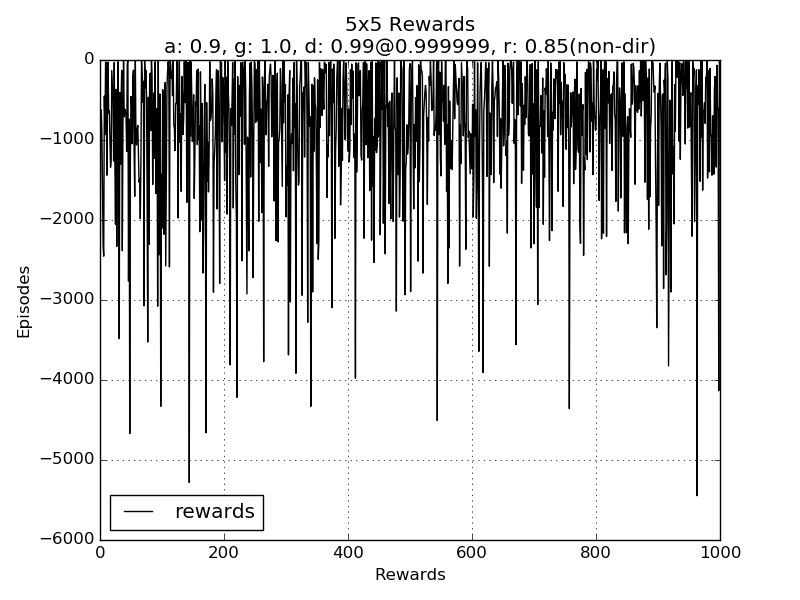 5x5 Rewards
a: 0.9, g: 1.0, d: 0.99@0.999999, r: 0.85(non-dir)
0
−1000
−2000
−3000
−4000
−5000
−6000
Episodes
rewards
0 200 400 600 800 1000
Rewards